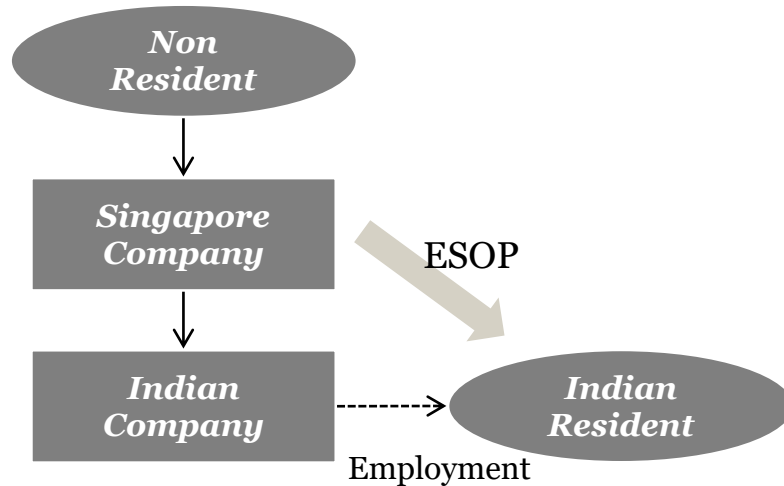 Non
Resident
Singapore
Company
ESOP
Indian
Company
Indian
Resident
Employment